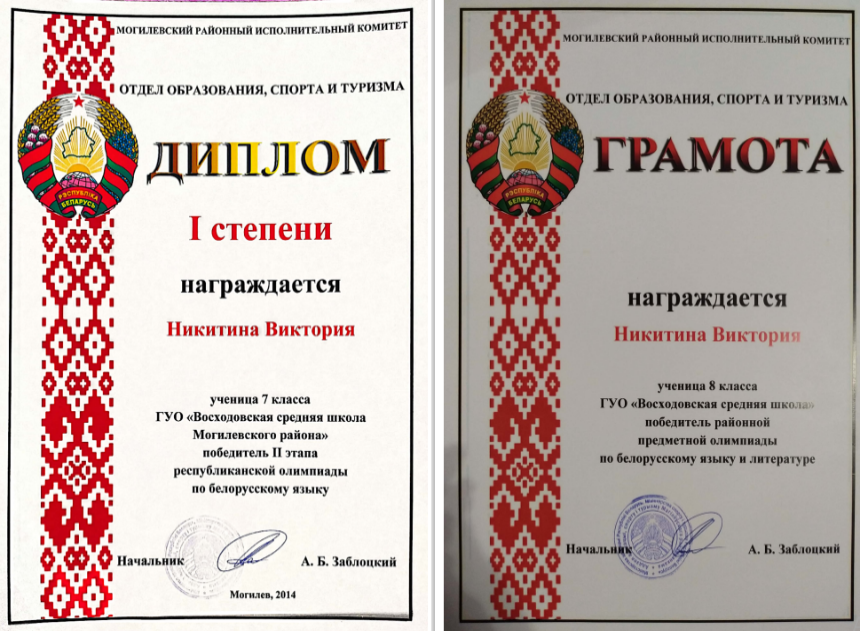 МОГИЛЕВСКИЙ РАЙОННЫЙ ИСПОЛНИТЕЛЬНЫЙ КОМИТЕТ
ОТДЕЛ ОБРАЗОВАНИЯ, СПОРТА И ТУРИЗМА
РЭСПУБЛІКА
БЕЛАРУСЬ
ДИПЛОМ
I степени
награждается
Никитина Виктория
ученица 7 класса
ГУО «Восходовская средняя школа
Могилевского района»
победитель II этапа
республиканской олимпиады
по белорусскому языку
Начальник А. Б. Заблоцкий
Могилев, 2014
МОГИЛЕВСКИЙ РАЙОННЫЙ ИСПОЛНИТЕЛЬНЫЙ КОМИТЕТ
ОТДЕЛ ОБРАЗОВАНИЯ, СПОРТА И ТУРИЗМА
РЭСПУБЛІКА
БЕЛАРУСЬ
ГРАМОТА
награждается
Никитина Виктория
ученица 8 класса
ГУО «Восходовская средняя школа»
победитель районной
предметной олимпиады
по белорусскому языку и литературе
Начальник А. Б. Заблоцкий